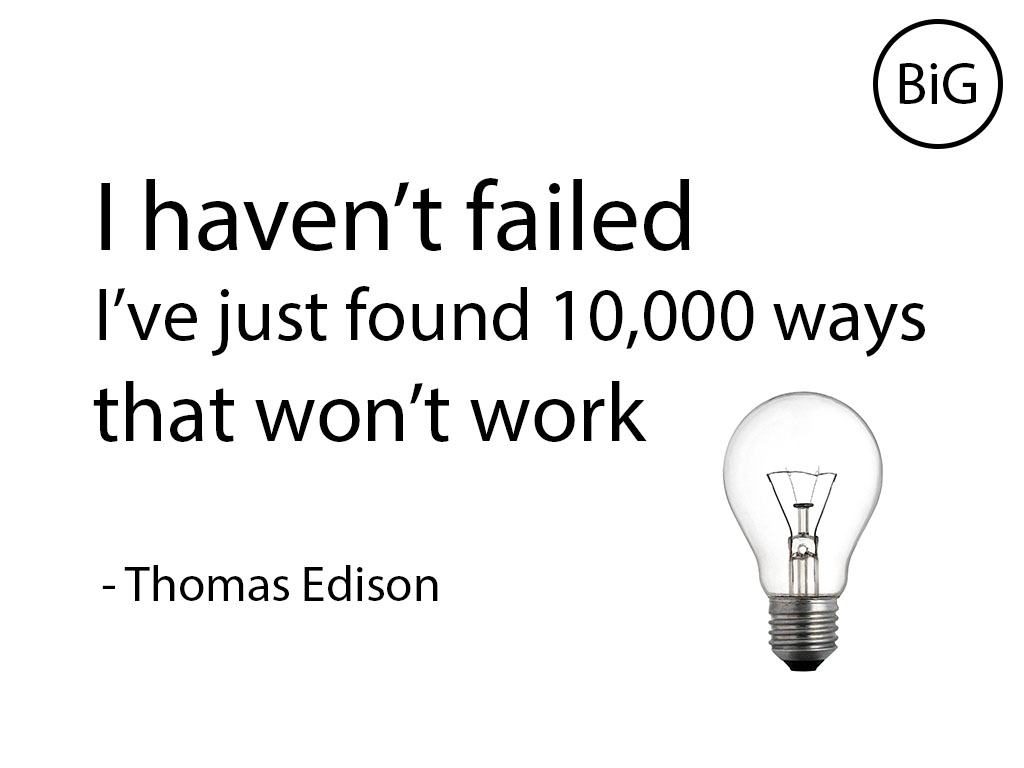 BiG
I haven’t failed
I’ve just found 10,000 ways
that won’t work
- Thomas Edison